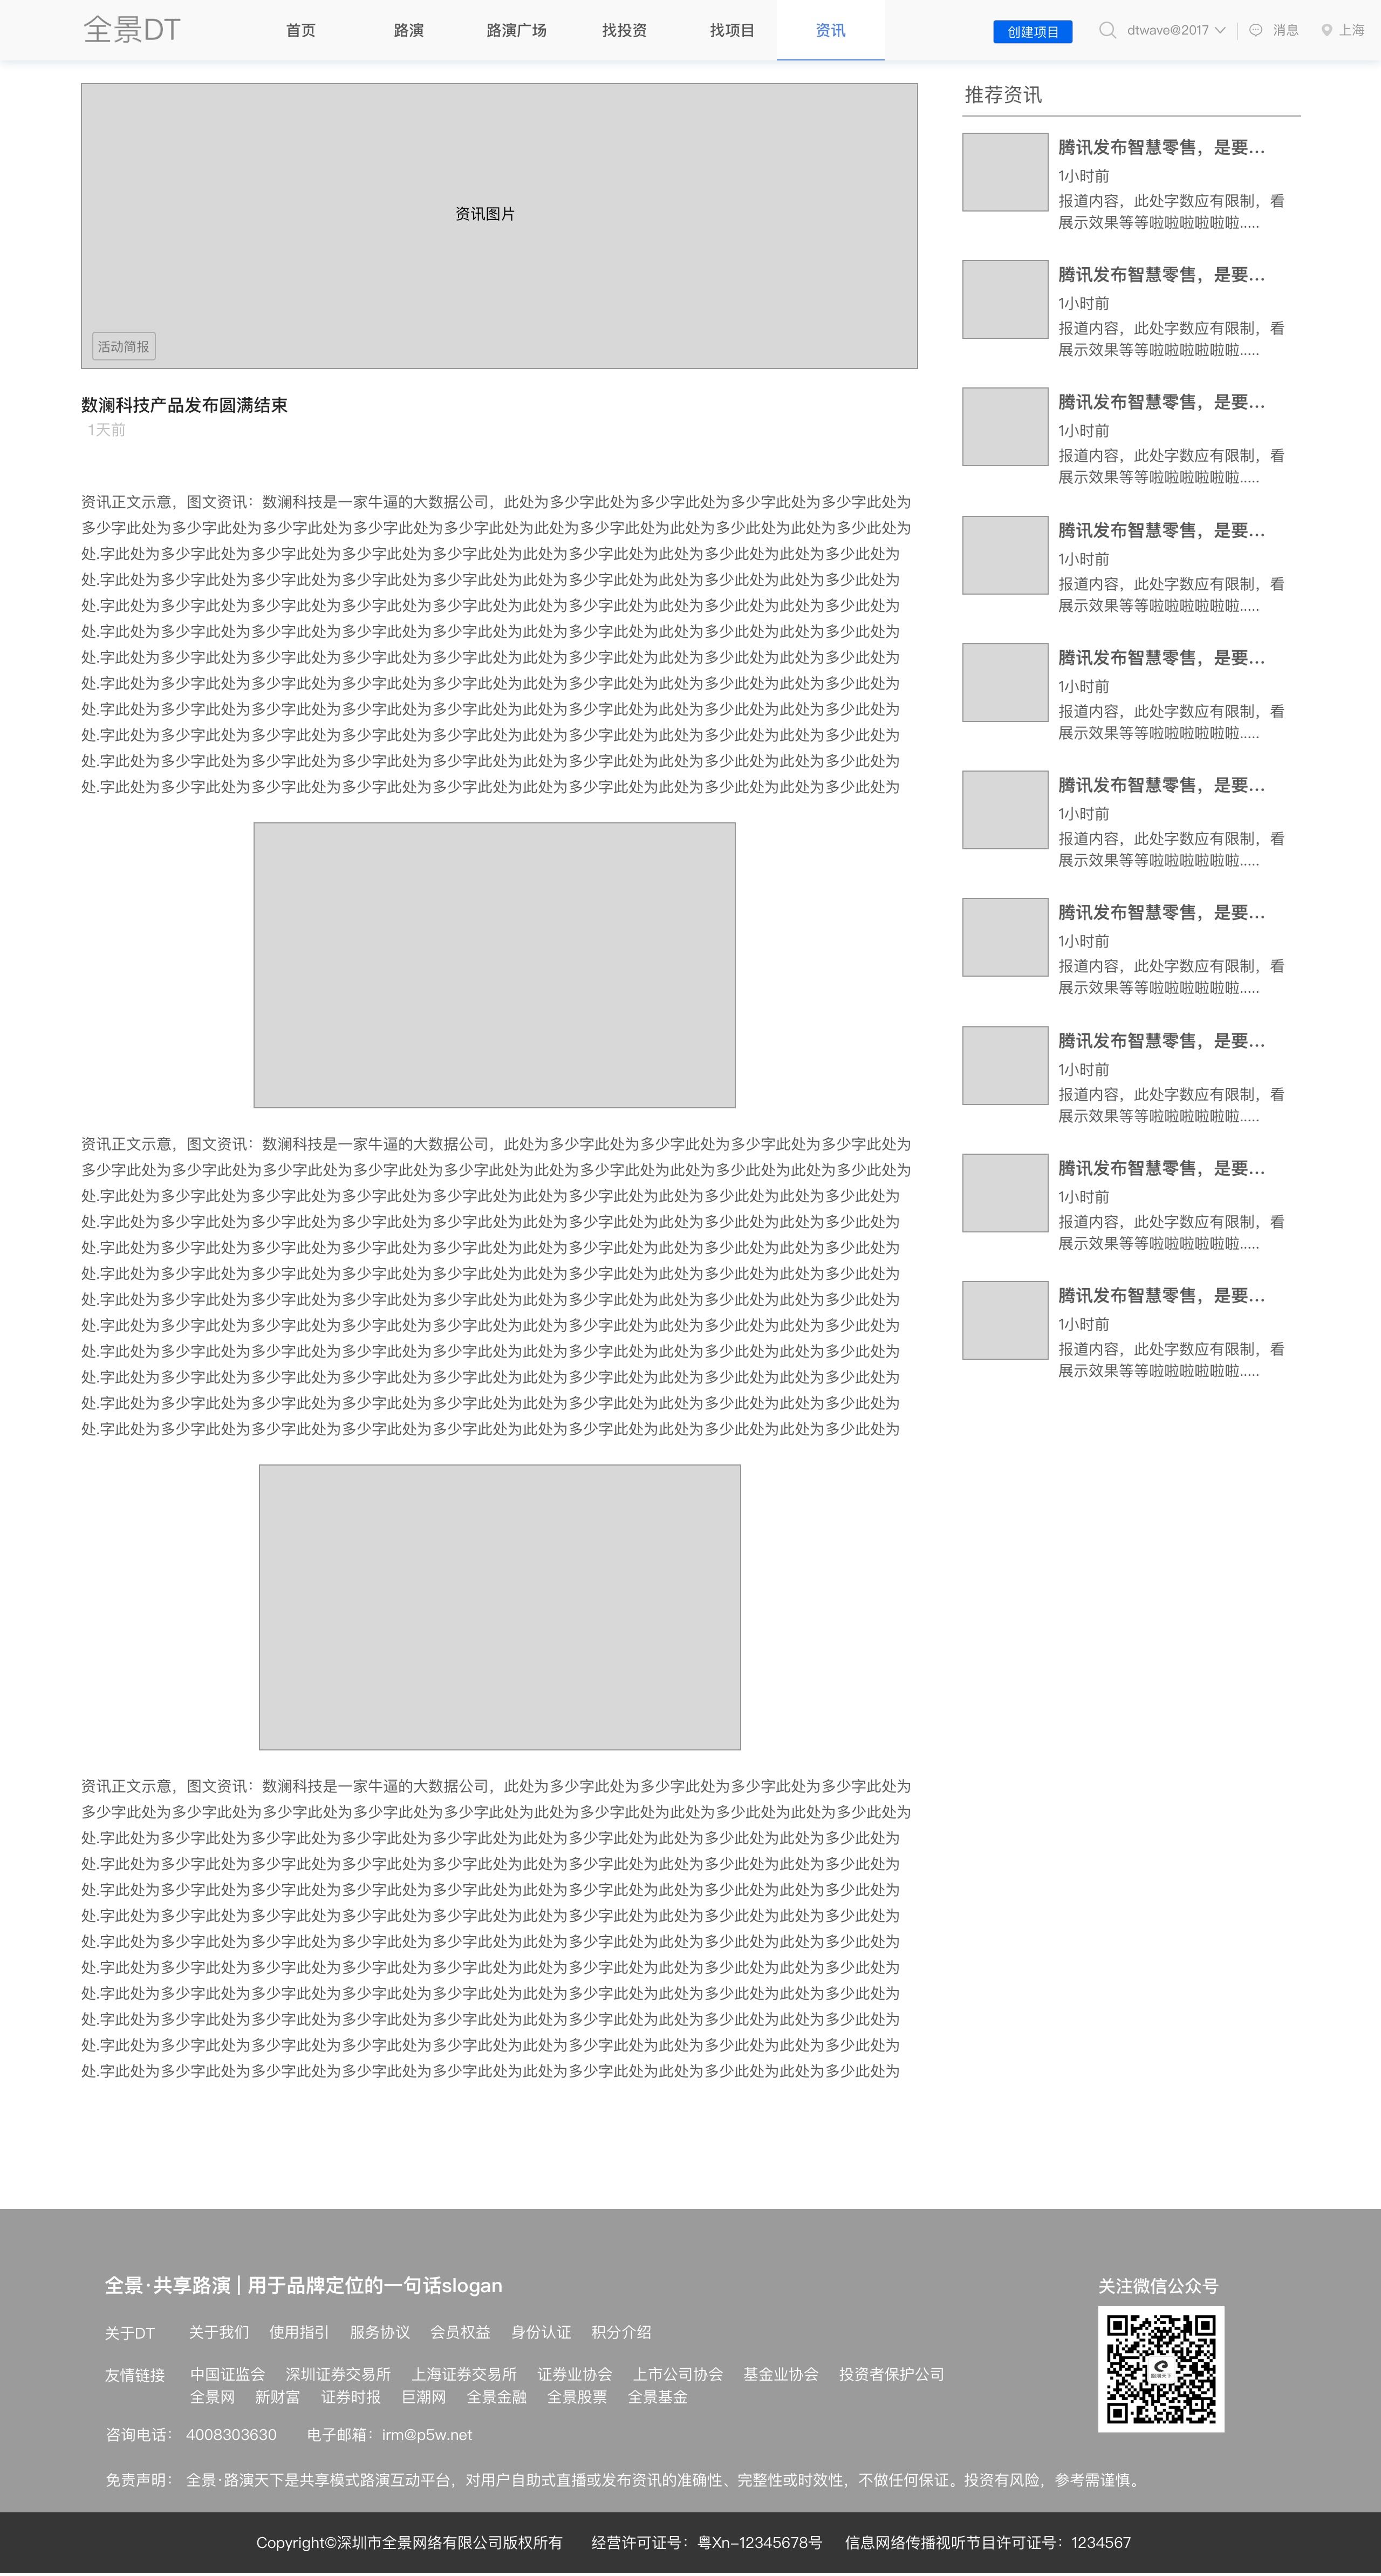 全景DT
首页 路演 路演广场 找投资 找项目 资讯 创建项目 dtwave@2017 消息 上海
资讯图片
活动简报
数澜科技产品发布圆满结束
1天前
资讯正文示意，图文资讯：数澜科技是一家牛逼的大数据公司，此处为多少字此处为多少字此处为多少字此处为多少字此处为
多少字此处为多少字此处为多少字此处为多少字此处为多少字此处为此处为多少字此处为此处为多少此处为此处为多少此处为
处.字此处为多少字此处为多少字此处为多少字此处为多少字此处为此处为多少字此处为此处为多少此处为此处为多少此处为
处.字此处为多少字此处为多少字此处为多少字此处为多少字此处为此处为多少字此处为此处为多少此处为此处为多少此处为
处.字此处为多少字此处为多少字此处为多少字此处为多少字此处为此处为多少字此处为此处为多少此处为此处为多少此处为
处.字此处为多少字此处为多少字此处为多少字此处为多少字此处为此处为多少字此处为此处为多少此处为此处为多少此处为
处.字此处为多少字此处为多少字此处为多少字此处为多少字此处为此处为多少字此处为此处为多少此处为此处为多少此处为
处.字此处为多少字此处为多少字此处为多少字此处为多少字此处为此处为多少字此处为此处为多少此处为此处为多少此处为
处.字此处为多少字此处为多少字此处为多少字此处为多少字此处为此处为多少字此处为此处为多少此处为此处为多少此处为
处.字此处为多少字此处为多少字此处为多少字此处为多少字此处为此处为多少字此处为此处为多少此处为此处为多少此处为
处.字此处为多少字此处为多少字此处为多少字此处为多少字此处为此处为多少字此处为此处为多少此处为此处为多少此处为
处.字此处为多少字此处为多少字此处为多少字此处为多少字此处为此处为多少字此处为此处为多少此处为此处为多少此处为
资讯正文示意，图文资讯：数澜科技是一家牛逼的大数据公司，此处为多少字此处为多少字此处为多少字此处为多少字此处为
多少字此处为多少字此处为多少字此处为多少字此处为多少字此处为此处为多少字此处为此处为多少此处为此处为多少此处为
处.字此处为多少字此处为多少字此处为多少字此处为多少字此处为此处为多少字此处为此处为多少此处为此处为多少此处为
处.字此处为多少字此处为多少字此处为多少字此处为多少字此处为此处为多少字此处为此处为多少此处为此处为多少此处为
处.字此处为多少字此处为多少字此处为多少字此处为多少字此处为此处为多少字此处为此处为多少此处为此处为多少此处为
处.字此处为多少字此处为多少字此处为多少字此处为多少字此处为此处为多少字此处为此处为多少此处为此处为多少此处为
处.字此处为多少字此处为多少字此处为多少字此处为多少字此处为此处为多少字此处为此处为多少此处为此处为多少此处为
处.字此处为多少字此处为多少字此处为多少字此处为多少字此处为此处为多少字此处为此处为多少此处为此处为多少此处为
处.字此处为多少字此处为多少字此处为多少字此处为多少字此处为此处为多少字此处为此处为多少此处为此处为多少此处为
处.字此处为多少字此处为多少字此处为多少字此处为多少字此处为此处为多少字此处为此处为多少此处为此处为多少此处为
处.字此处为多少字此处为多少字此处为多少字此处为多少字此处为此处为多少字此处为此处为多少此处为此处为多少此处为
处.字此处为多少字此处为多少字此处为多少字此处为多少字此处为此处为多少字此处为此处为多少此处为此处为多少此处为
资讯正文示意，图文资讯：数澜科技是一家牛逼的大数据公司，此处为多少字此处为多少字此处为多少字此处为多少字此处为
多少字此处为多少字此处为多少字此处为多少字此处为多少字此处为此处为多少字此处为此处为多少此处为此处为多少此处为
处.字此处为多少字此处为多少字此处为多少字此处为多少字此处为此处为多少字此处为此处为多少此处为此处为多少此处为
处.字此处为多少字此处为多少字此处为多少字此处为多少字此处为此处为多少字此处为此处为多少此处为此处为多少此处为
处.字此处为多少字此处为多少字此处为多少字此处为多少字此处为此处为多少字此处为此处为多少此处为此处为多少此处为
处.字此处为多少字此处为多少字此处为多少字此处为多少字此处为此处为多少字此处为此处为多少此处为此处为多少此处为
处.字此处为多少字此处为多少字此处为多少字此处为多少字此处为此处为多少字此处为此处为多少此处为此处为多少此处为
处.字此处为多少字此处为多少字此处为多少字此处为多少字此处为此处为多少字此处为此处为多少此处为此处为多少此处为
处.字此处为多少字此处为多少字此处为多少字此处为多少字此处为此处为多少字此处为此处为多少此处为此处为多少此处为
处.字此处为多少字此处为多少字此处为多少字此处为多少字此处为此处为多少字此处为此处为多少此处为此处为多少此处为
处.字此处为多少字此处为多少字此处为多少字此处为多少字此处为此处为多少字此处为此处为多少此处为此处为多少此处为
处.字此处为多少字此处为多少字此处为多少字此处为多少字此处为此处为多少字此处为此处为多少此处为此处为多少此处为
推荐资讯
腾讯发布智慧零售，是要...
1小时前
报道内容，此处字数应有限制，看
展示效果等等啦啦啦啦啦啦.....
腾讯发布智慧零售，是要...
1小时前
报道内容，此处字数应有限制，看
展示效果等等啦啦啦啦啦啦.....
腾讯发布智慧零售，是要...
1小时前
报道内容，此处字数应有限制，看
展示效果等等啦啦啦啦啦啦.....
腾讯发布智慧零售，是要...
1小时前
报道内容，此处字数应有限制，看
展示效果等等啦啦啦啦啦啦.....
腾讯发布智慧零售，是要...
1小时前
报道内容，此处字数应有限制，看
展示效果等等啦啦啦啦啦啦.....
腾讯发布智慧零售，是要...
1小时前
报道内容，此处字数应有限制，看
展示效果等等啦啦啦啦啦啦.....
腾讯发布智慧零售，是要...
1小时前
报道内容，此处字数应有限制，看
展示效果等等啦啦啦啦啦啦.....
腾讯发布智慧零售，是要...
1小时前
报道内容，此处字数应有限制，看
展示效果等等啦啦啦啦啦啦.....
腾讯发布智慧零售，是要...
1小时前
报道内容，此处字数应有限制，看
展示效果等等啦啦啦啦啦啦.....
腾讯发布智慧零售，是要...
1小时前
报道内容，此处字数应有限制，看
展示效果等等啦啦啦啦啦啦.....
全景·共享路演 | 用于品牌定位的一句话slogan
关于DT 关于我们 使用指引 服务协议 会员权益 身份认证 积分介绍
友情链接 中国证监会 深圳证券交易所 上海证券交易所 证券业协会 上市公司协会 基金业协会 投资者保护公司
全景网 新财富 证券时报 巨潮网 全景金融 全景股票 全景基金
咨询电话： 4008303630 电子邮箱：irm@p5w.net
免责声明： 全景·路演天下是共享模式路演互动平台，对用户自助式直播或发布资讯的准确性、完整性或时效性，不做任何保证。投资有风险，参考需谨慎。
关注微信公众号
路演天下
Copyright©深圳市全景网络有限公司版权所有 经营许可证号：粤Xn-12345678号 信息网络传播视听节目许可证号：1234567